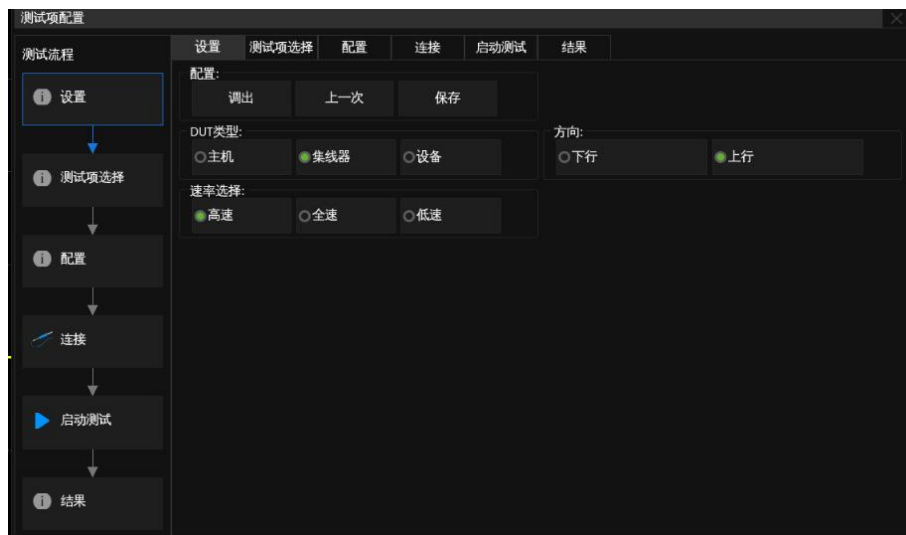 测试项配置
测试流程
设置
测试项选择
配置
连接
启动测试
结果
设置 测试项选择 配置 连接 启动测试 结果
配置:
调出 上一次 保存
DUT类型:
主机 集线器 设备
方向:
下行 上行
速率选择:
高速 全速 低速